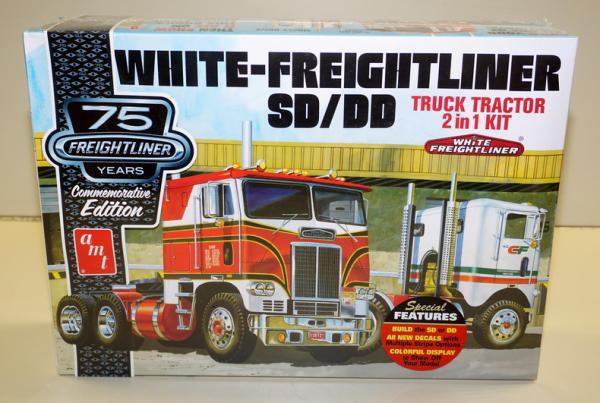 WHITE-FREIGHTLINER
SD/DD
TRUCK TRACTOR
2 in 1 KIT
WHITE
FREIGHTLINER
75
FREIGHTLINER
YEARS
Commemorative
Edition
amt
CF
Special
FEATURES
BUILD the SD or DD
All NEW DECALS with
Multiple Stripe Options
COLORFUL DISPLAY
to Show Off
Your Model